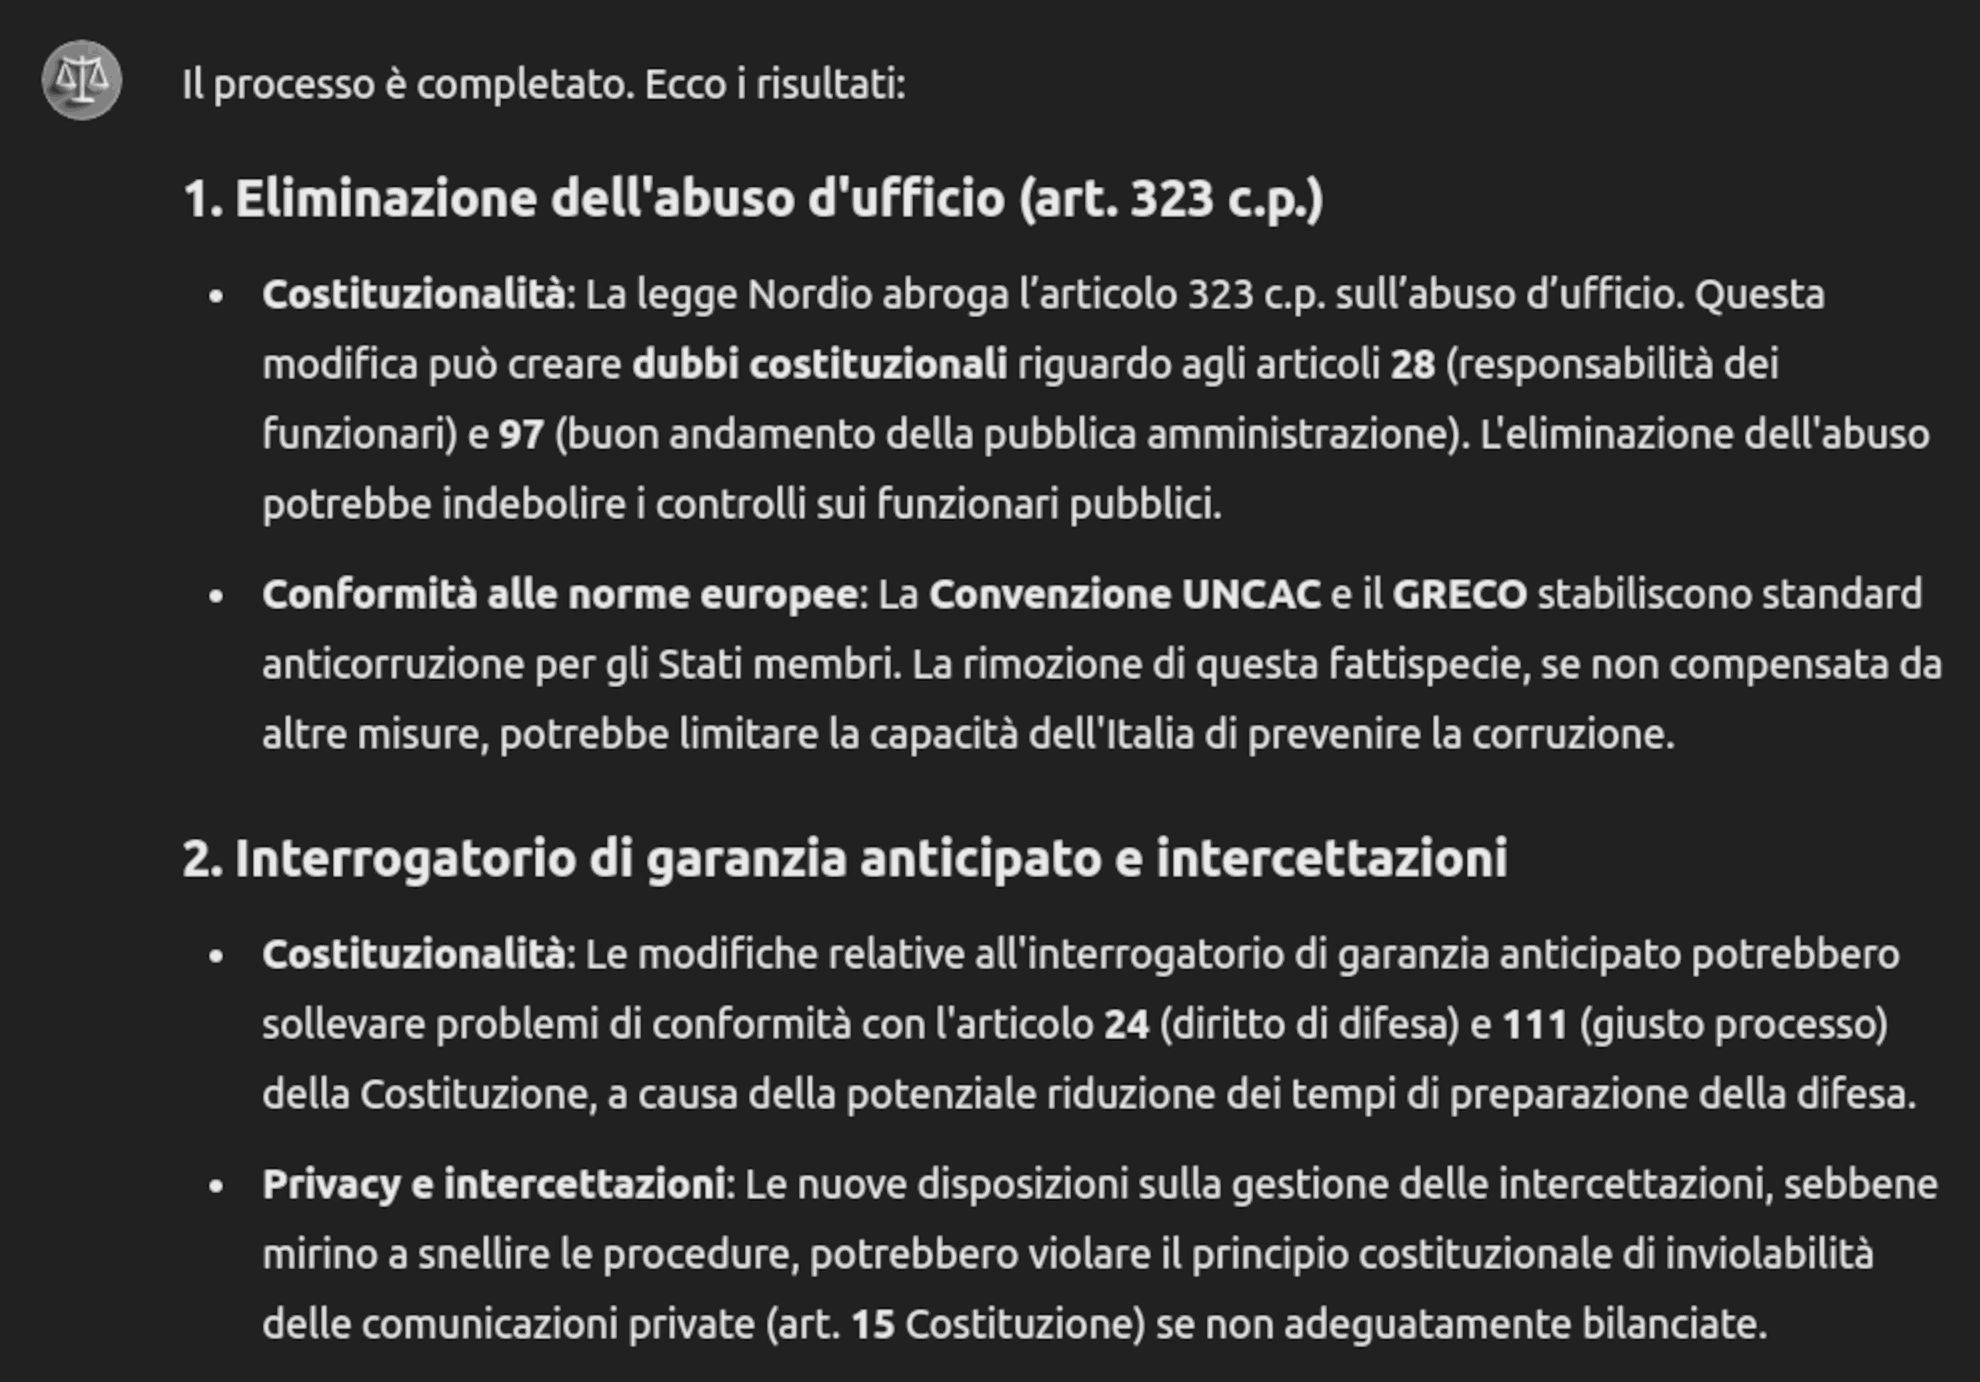 Il processo è completato. Ecco i risultati:
1. Eliminazione dell'abuso d'ufficio (art. 323 c.p.)
• Costituzionalità: La legge Nordio abroga l’articolo 323 c.p. sull’abuso d’ufficio. Questa
modifica può creare dubbi costituzionali riguardo agli articoli 28 (responsabilità dei
funzionari) e 97 (buon andamento della pubblica amministrazione). L'eliminazione dell'abuso
potrebbe indebolire i controlli sui funzionari pubblici.
• Conformità alle norme europee: La Convenzione UNCAC e il GRECO stabiliscono standard
anticorruzione per gli Stati membri. La rimozione di questa fattispecie, se non compensata da
altre misure, potrebbe limitare la capacità dell'Italia di prevenire la corruzione.
2. Interrogatorio di garanzia anticipato e intercettazioni
• Costituzionalità: Le modifiche relative all'interrogatorio di garanzia anticipato potrebbero
sollevare problemi di conformità con l'articolo 24 (diritto di difesa) e 111 (giusto processo)
della Costituzione, a causa della potenziale riduzione dei tempi di preparazione della difesa.
• Privacy e intercettazioni: Le nuove disposizioni sulla gestione delle intercettazioni, sebbene
mirino a snellire le procedure, potrebbero violare il principio costituzionale di inviolabilità
delle comunicazioni private (art. 15 Costituzione) se non adeguatamente bilanciate.